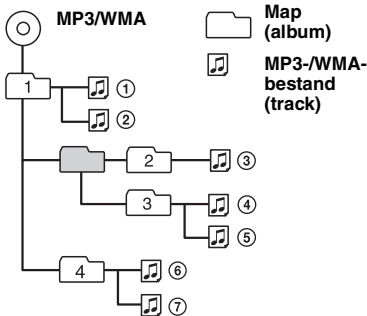 MP3/WMA
Map
(album)
MP3-/WMA-
bestand
(track)
1
①
②
2
③
3
④
⑤
4
⑥
⑦